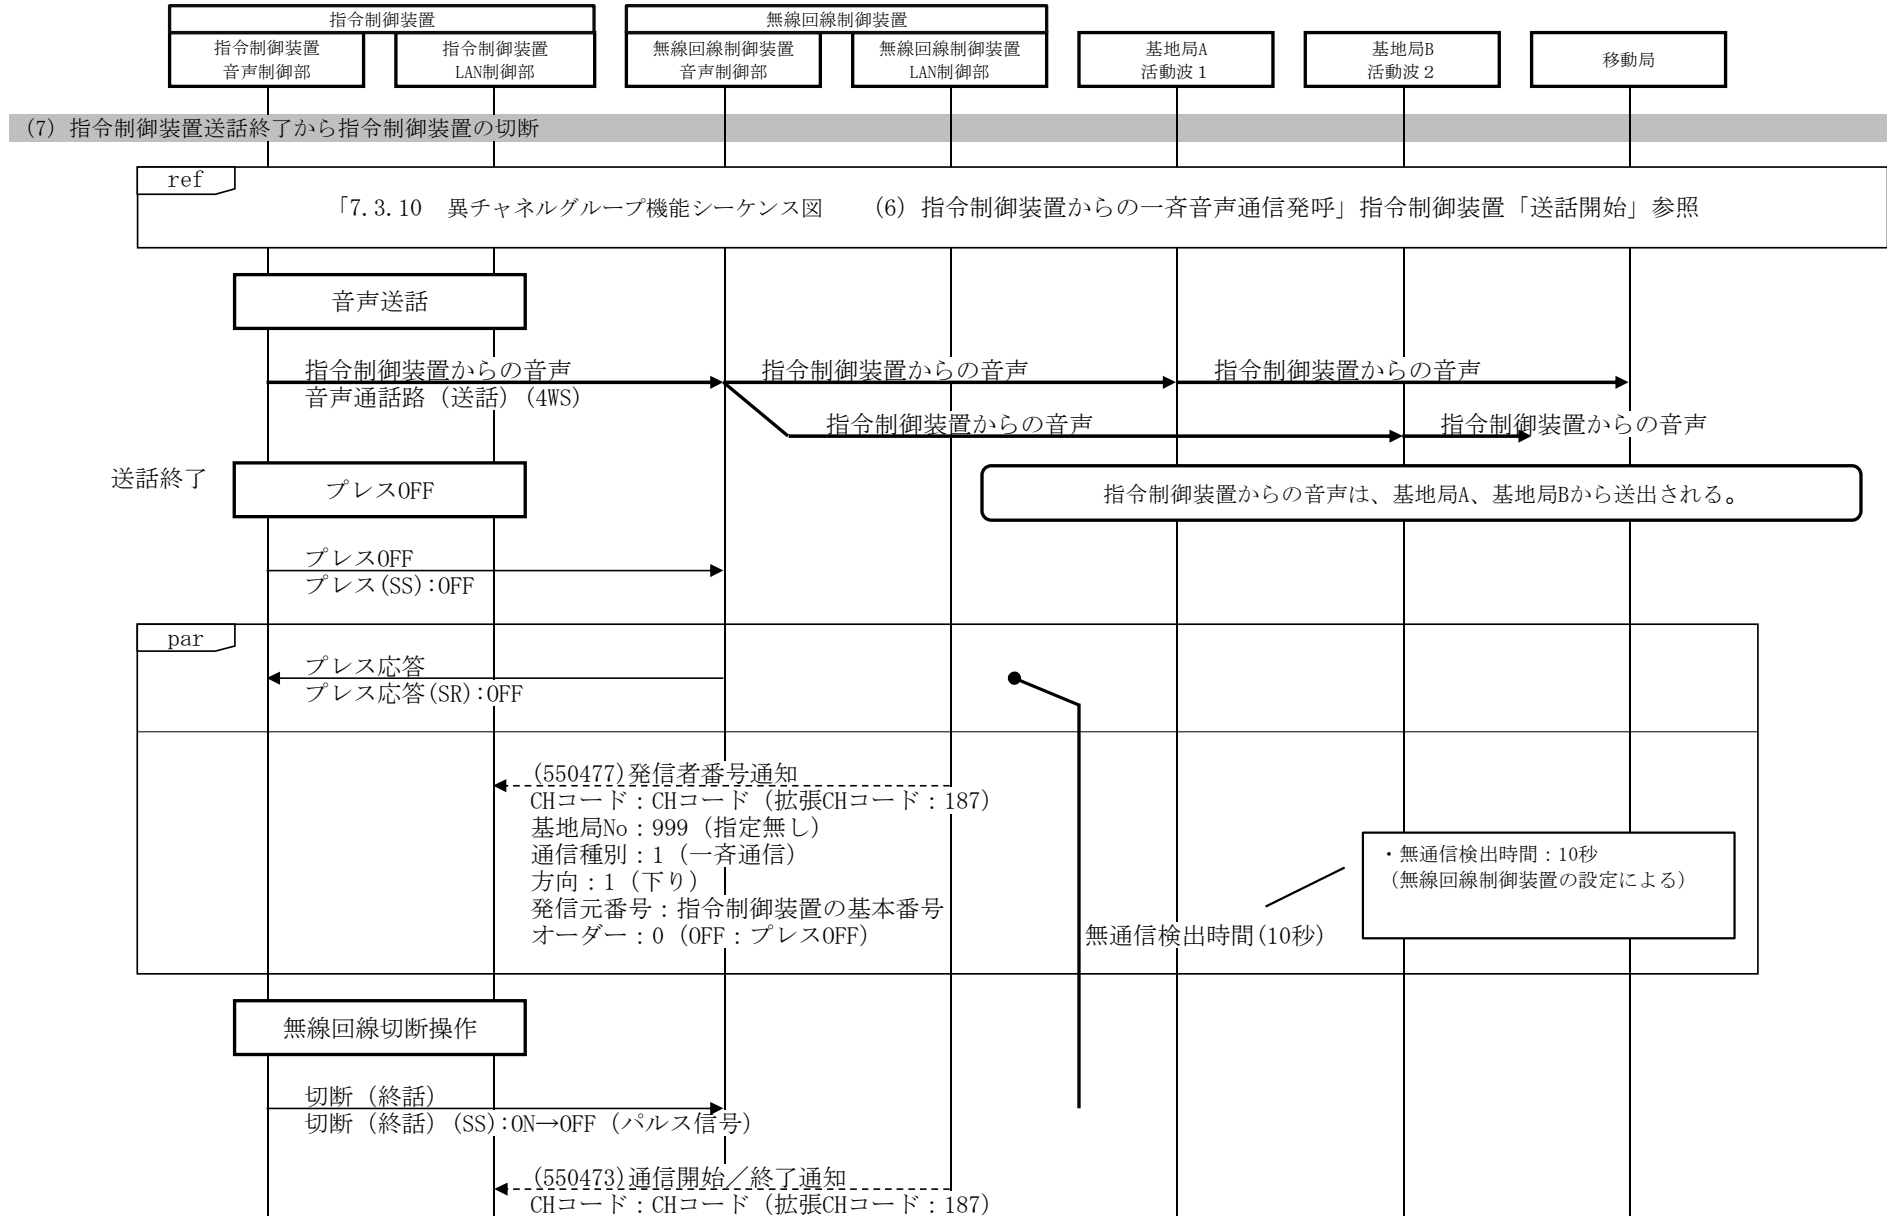 指令制御装置
無線回線制御装置
指令制御装置
音声制御部
指令制御装置
LAN制御部
無線回線制御装置
音声制御部
無線回線制御装置
LAN制御部
基地局A
活動波１
基地局B
活動波２
移動局
(7) 指令制御装置送話終了から指令制御装置の切断
ref
「7.3.10　異チャネルグループ機能シーケンス図　　(6) 指令制御装置からの一斉音声通信発呼」指令制御装置「送話開始」参照
音声送話
指令制御装置からの音声
音声通話路（送話）(4WS)
指令制御装置からの音声
指令制御装置からの音声
指令制御装置からの音声
指令制御装置からの音声
送話終了
プレスOFF
指令制御装置からの音声は、基地局A、基地局Bから送出される。
プレスOFF
プレス(SS):OFF
par
プレス応答
プレス応答(SR):OFF
(550477)発信者番号通知
CHコード：CHコード（拡張CHコード：187）
基地局No：999（指定無し）
通信種別：1（一斉通信）
方向：1（下り）
発信元番号：指令制御装置の基本番号
オーダー：0（OFF：プレスOFF）
・無通信検出時間：10秒
（無線回線制御装置の設定による）
無通信検出時間(10秒)
無線回線切断操作
切断（終話）
切断（終話）(SS):ON→OFF（パルス信号）
(550473)通信開始／終了通知
CHコード：CHコード（拡張CHコード：187）